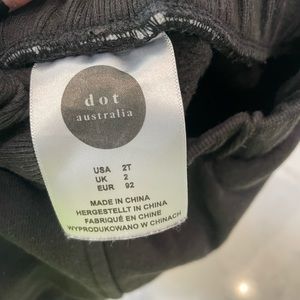 dot
australia
USA 2T
UK 2
EUR 92
MADE IN CHINA
HERGESTELLT IN CHINA
FABRIQUÉ EN CHINE
WYPRODUKOWANO W CHINACH